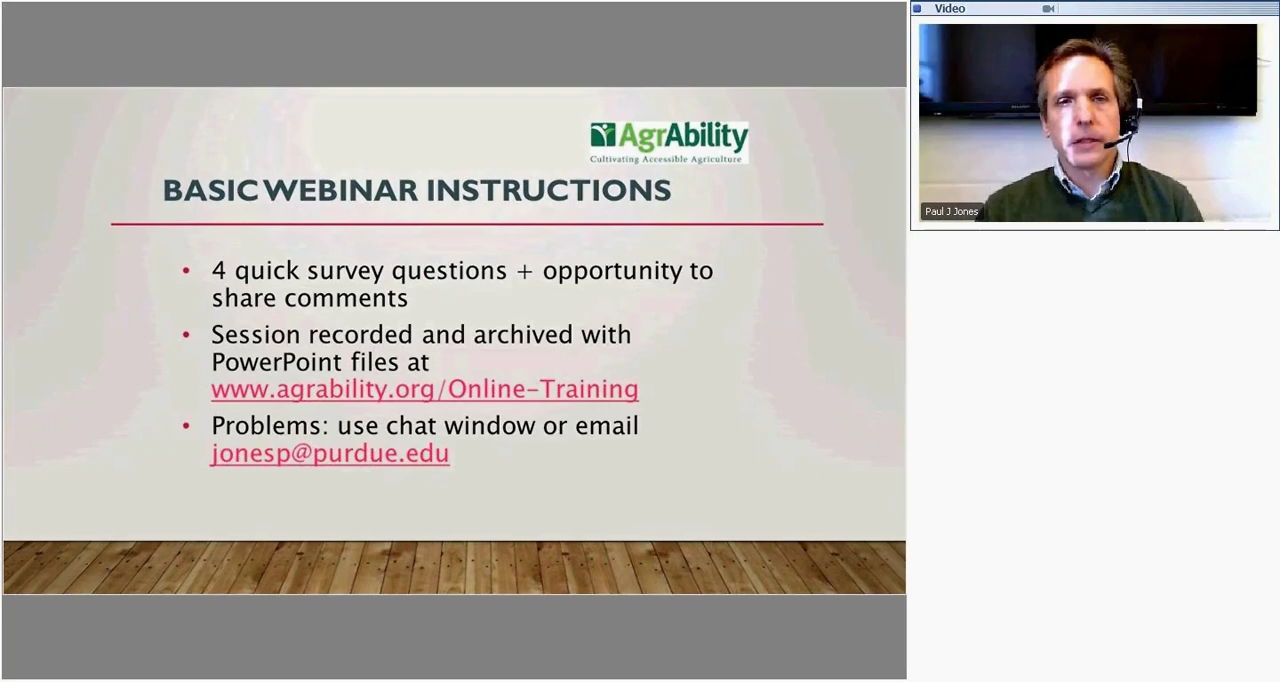 Video
AgrAbility
Cultivating Accessible Agriculture
BASIC WEBINAR INSTRUCTIONS
• 4 quick survey questions + opportunity to
share comments
• Session recorded and archived with
PowerPoint files at
www.agrability.org/Online-Training
• Problems: use chat window or email
jonesp@purdue.edu
Paul J Jones